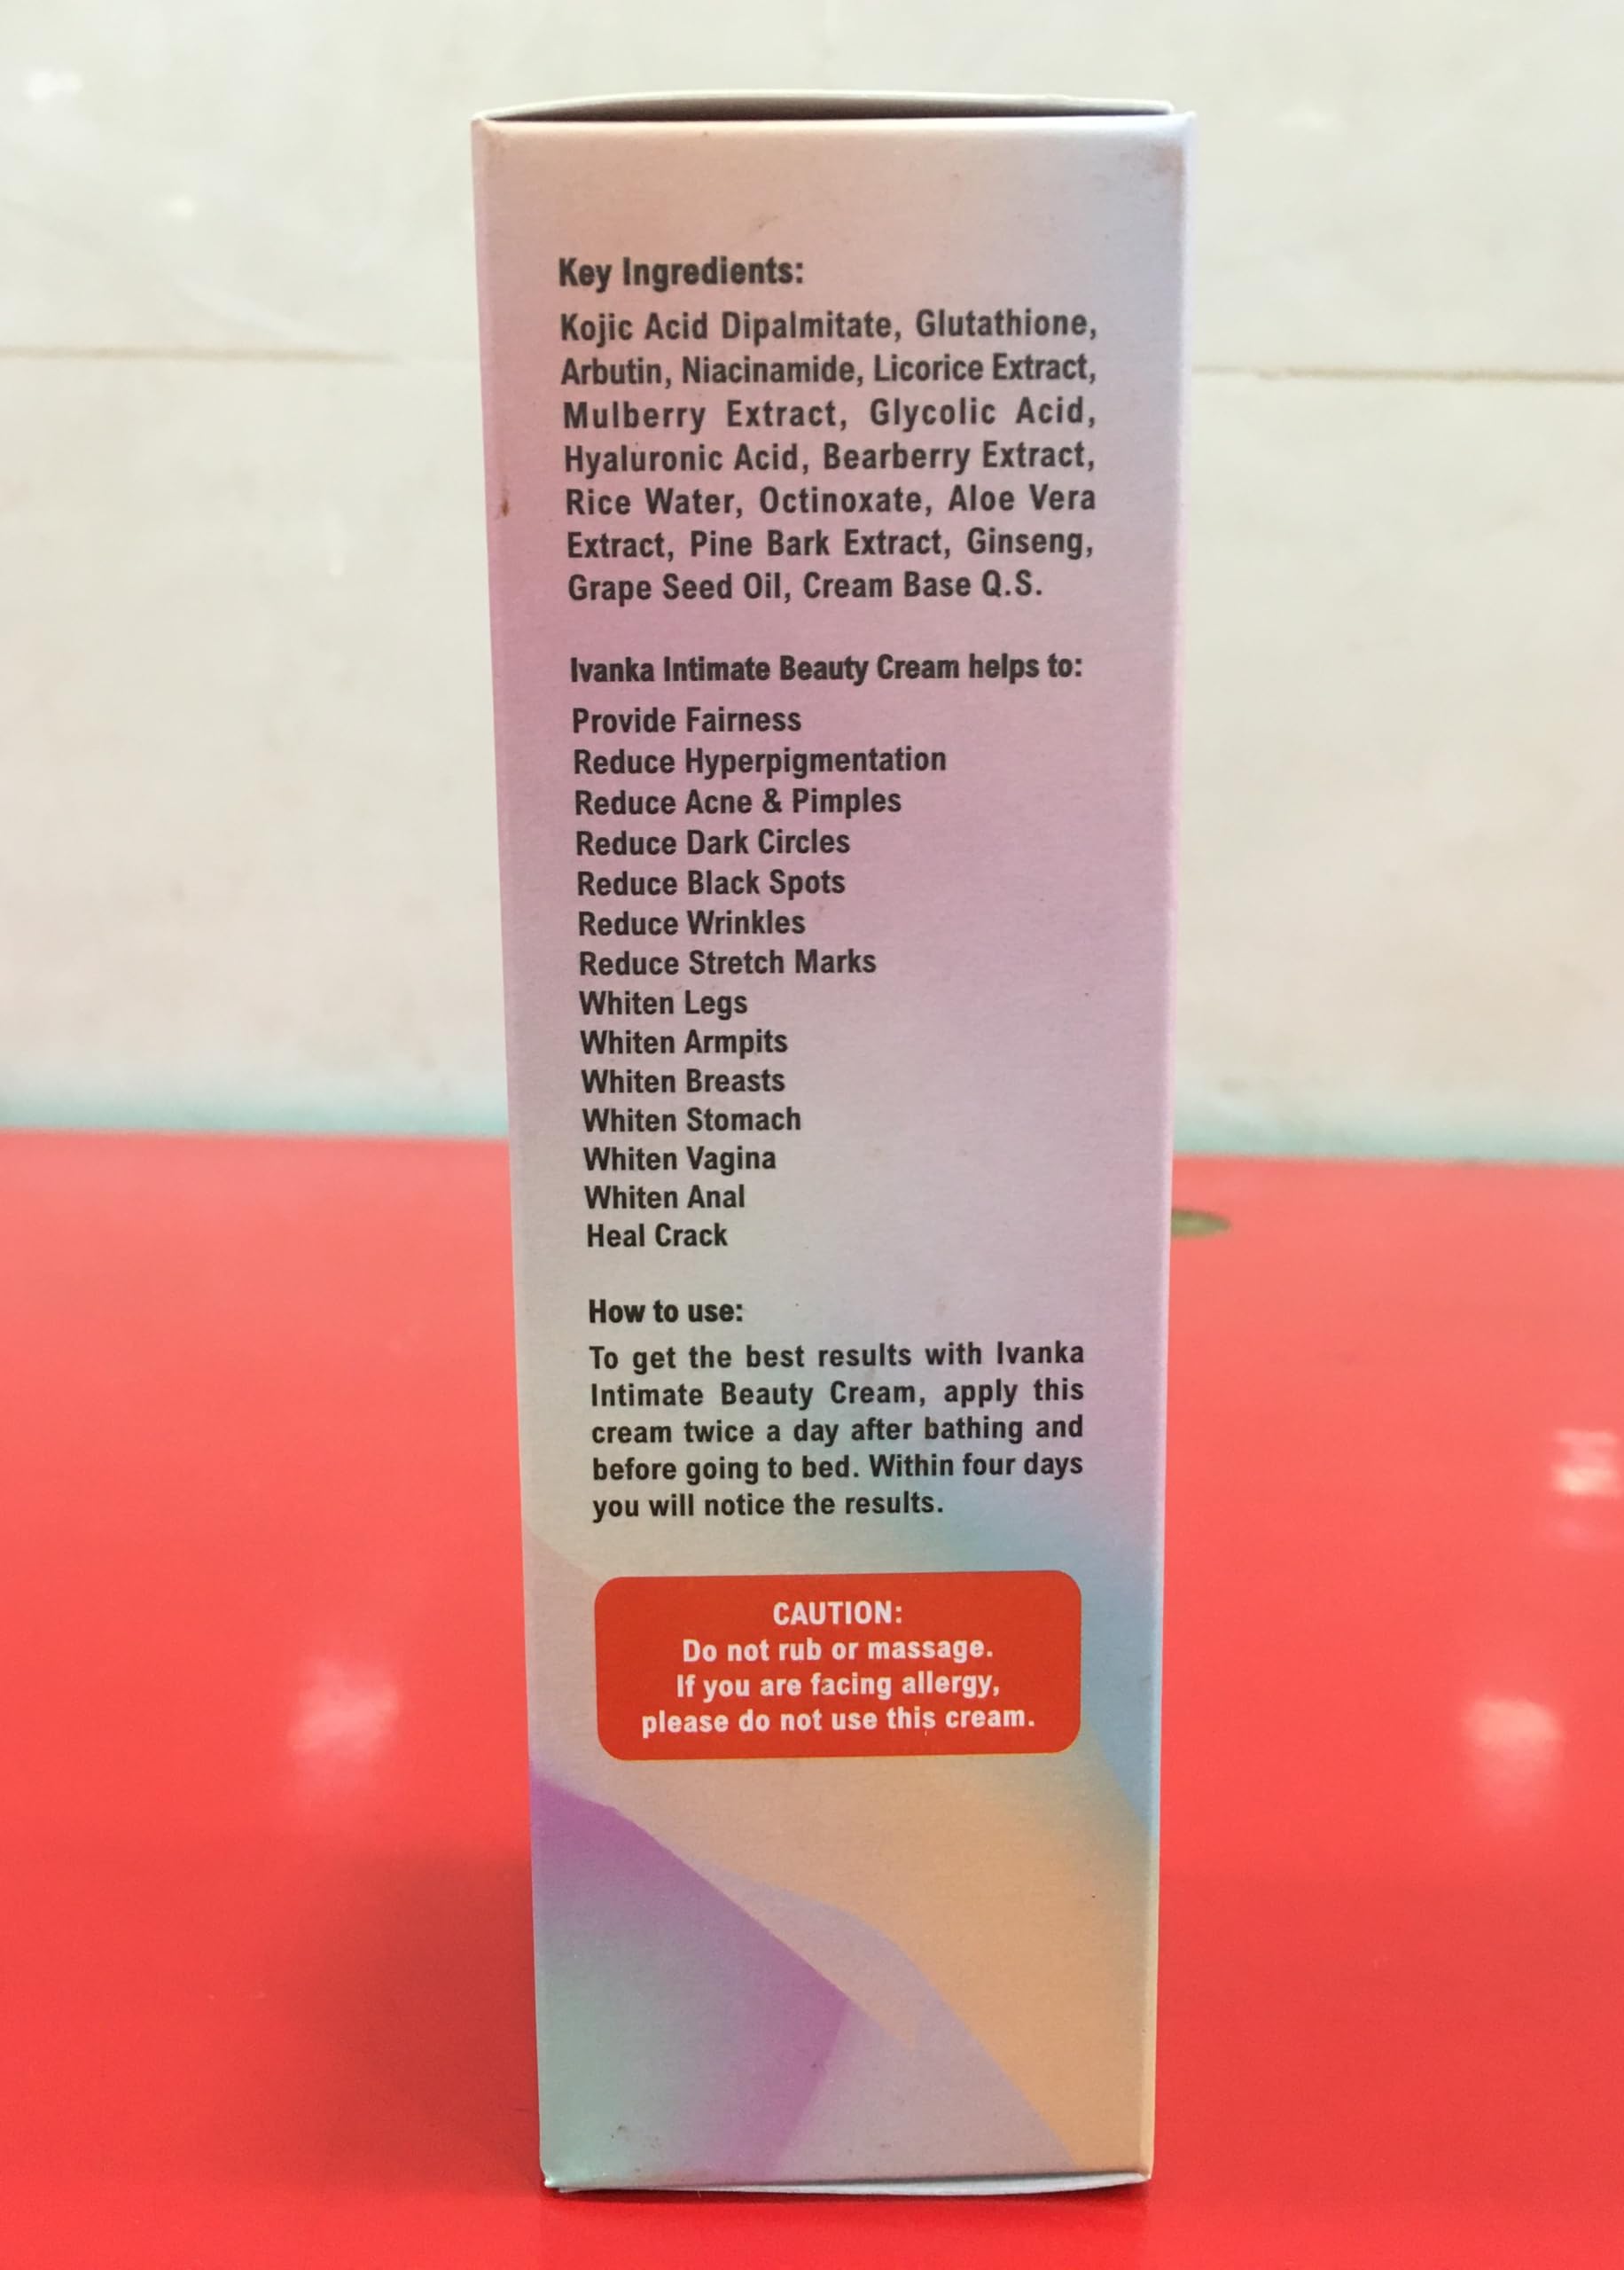 Key Ingredients:
Kojic Acid Dipalmitate, Glutathione,
Arbutin, Niacinamide, Licorice Extract,
Mulberry Extract, Glycolic Acid,
Hyaluronic Acid, Bearberry Extract,
Rice Water, Octinoxate, Aloe Vera
Extract, Pine Bark Extract, Ginseng,
Grape Seed Oil, Cream Base Q.S.
Ivanka Intimate Beauty Cream helps to:
Provide Fairness
Reduce Hyperpigmentation
Reduce Acne & Pimples
Reduce Dark Circles
Reduce Black Spots
Reduce Wrinkles
Reduce Stretch Marks
Whiten Legs
Whiten Armpits
Whiten Breasts
Whiten Stomach
Whiten Vagina
Whiten Anal
Heal Crack
How to use:
To get the best results with Ivanka
Intimate Beauty Cream, apply this
cream twice a day after bathing and
before going to bed. Within four days
you will notice the results.
CAUTION:
Do not rub or massage.
If you are facing allergy,
please do not use this cream.